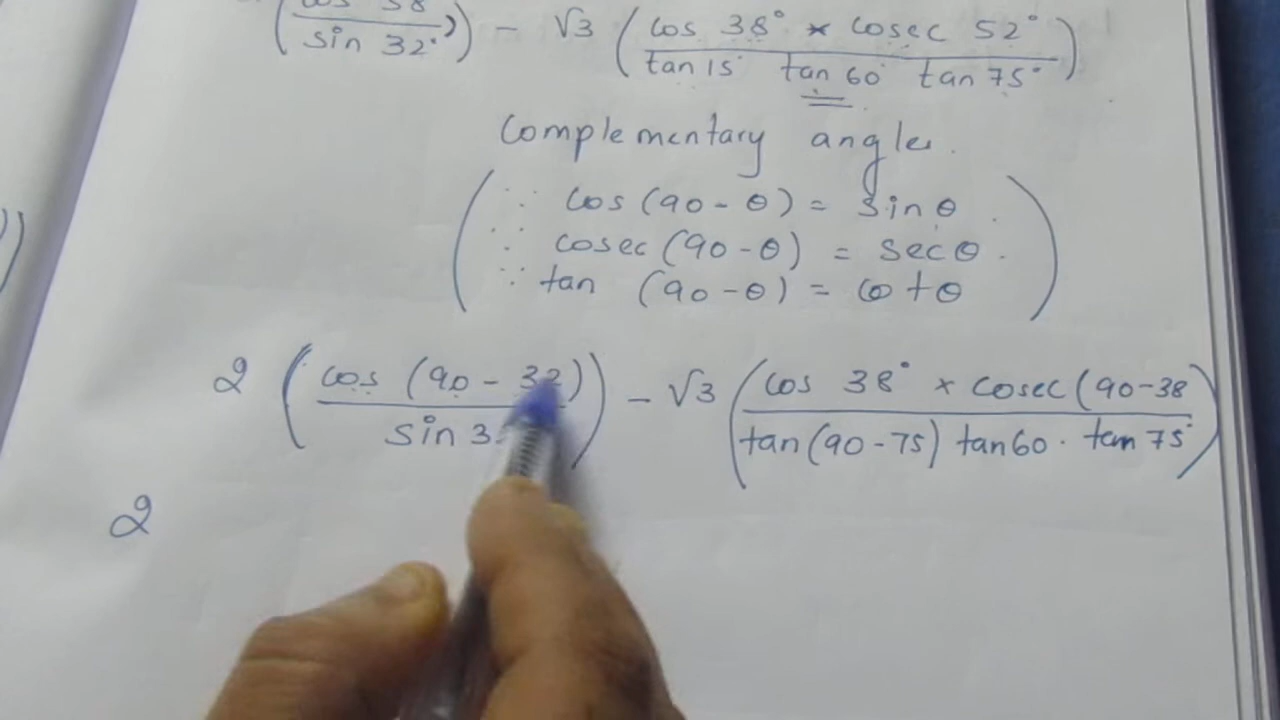 (cos 58 / sin 32°) - √3 (cos 38° × cosec 52° / tan 15 tan 60 tan 75°)
Complementary angles.
∵ cos (90 - θ) = sin θ.
∵ cosec (90 - θ) = sec θ.
∵ tan (90 - θ) = cot θ
2 (cos (90 - 32) / sin 3) - √3 (cos 38° × cosec (90-38) / tan (90-75) tan 60 · tan 75°)
2